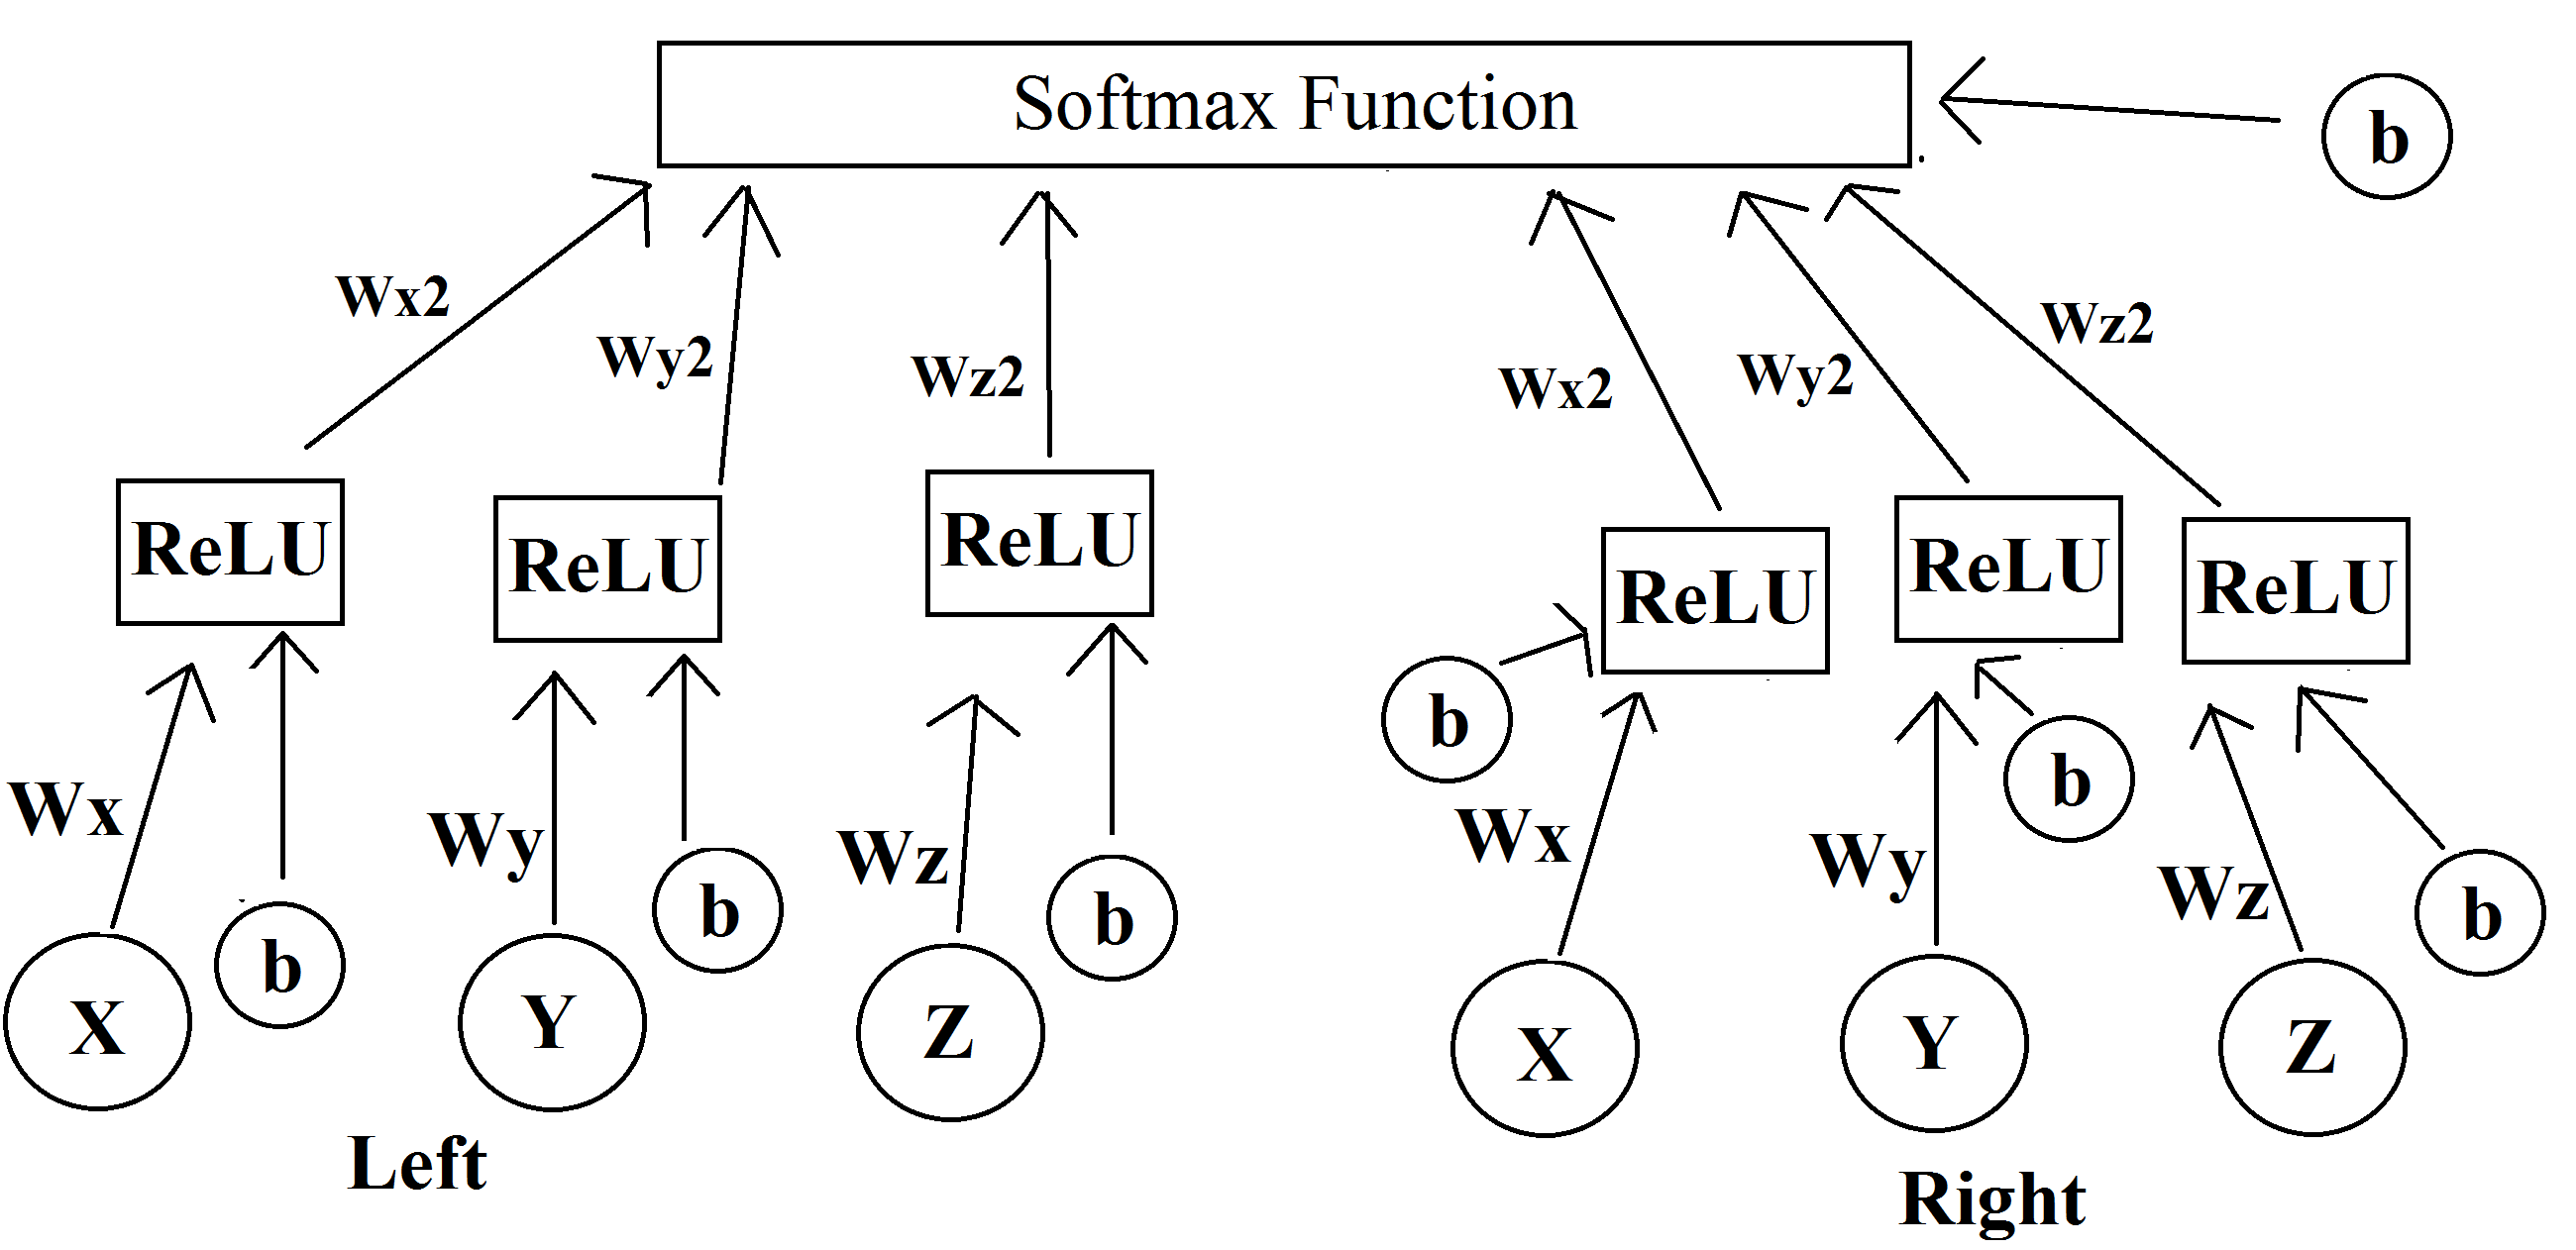 Softmax Function
b
Wx2
Wy2
Wz2
Wx2
Wy2
Wz2
ReLU
ReLU
ReLU
ReLU
ReLU
ReLU
b
b
b
Wx
Wy
Wz
Wx
Wy
Wz
b
b
b
X
Y
Z
X
Y
Z
Left
Right